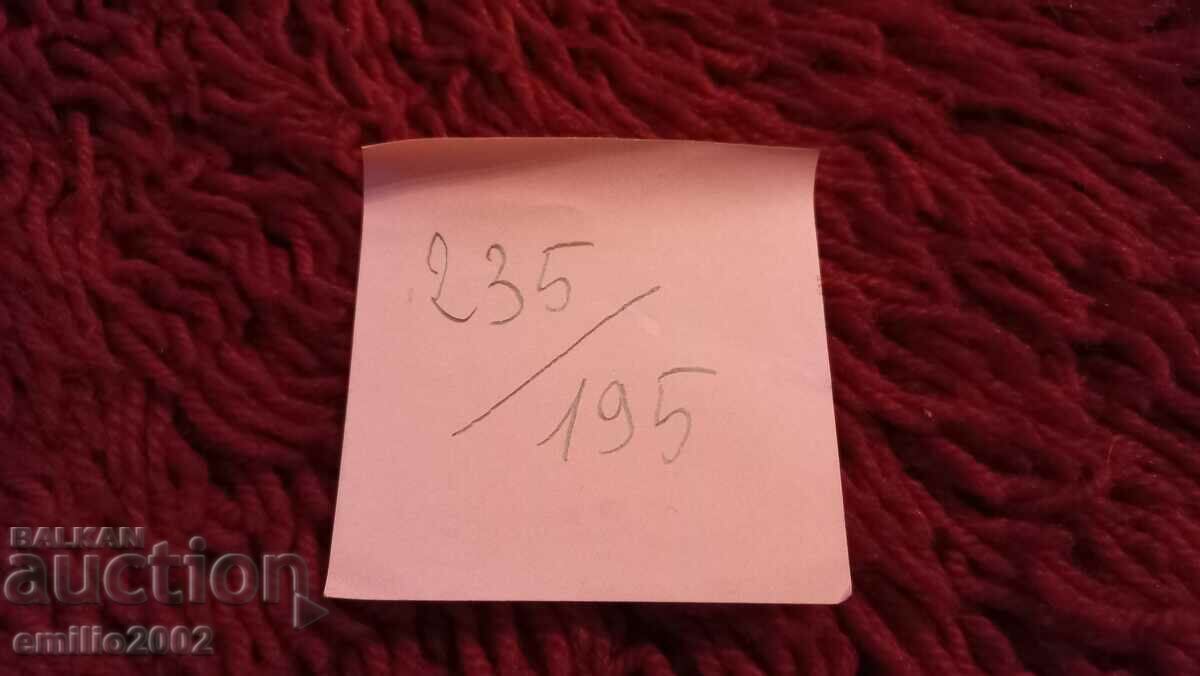 235/
195
BALKAN
auction
emilio2002